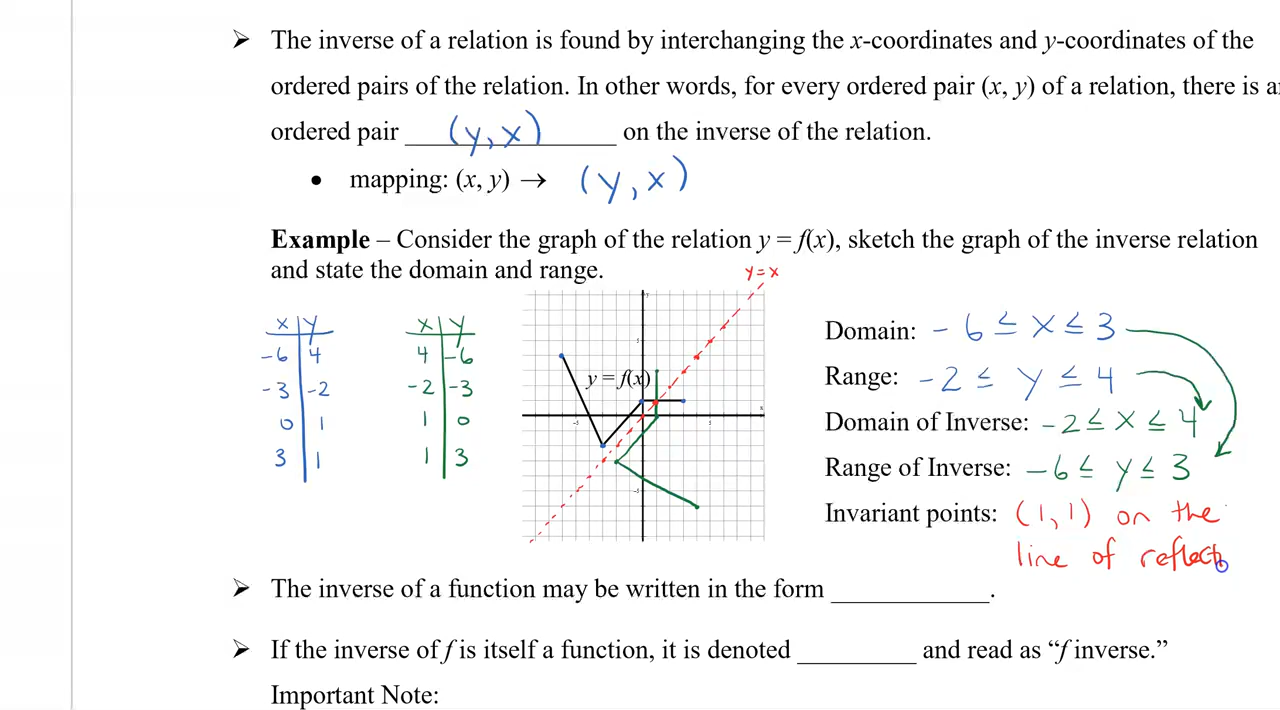 ➢ The inverse of a relation is found by interchanging the x-coordinates and y-coordinates of the
ordered pairs of the relation. In other words, for every ordered pair (x, y) of a relation, there is
ordered pair (y, x) on the inverse of the relation.
• mapping: (x, y) → (y, x)
Example – Consider the graph of the relation y = f(x), sketch the graph of the inverse relation
and state the domain and range.
y = x
x y
-6 4
-3 -2
0 1
3 1
x y
4 -6
-2 -3
1 0
1 3
y
5
y = f(x)
x
-5 5
-5
Domain: -6 ≤ x ≤ 3
Range: -2 ≤ y ≤ 4
Domain of Inverse: -2 ≤ x ≤ 4
Range of Inverse: -6 ≤ y ≤ 3
Invariant points: (1, 1) on the
line of reflect
➢ The inverse of a function may be written in the form ____________.
➢ If the inverse of f is itself a function, it is denoted _________ and read as “f inverse.”
Important Note: